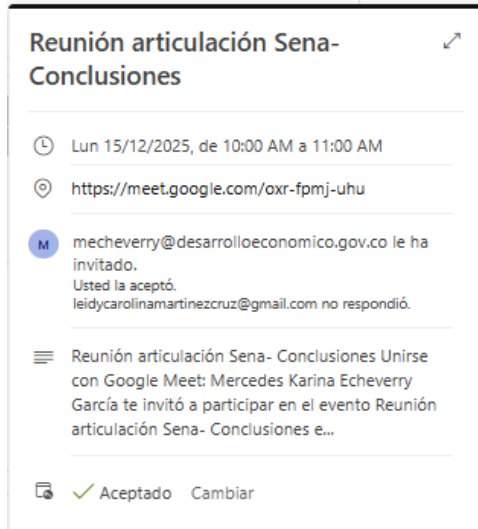 Reunión articulación Sena-
Conclusiones
Lun 15/12/2025, de 10:00 AM a 11:00 AM
https://meet.google.com/oxr-fpmj-uhu
M
mecheverry@desarrolloeconomico.gov.co le ha
invitado.
Usted la aceptó.
leidycarolinamartinezcruz@gmail.com no respondió.
Reunión articulación Sena- Conclusiones Unirse
con Google Meet: Mercedes Karina Echeverry
García te invitó a participar en el evento Reunión
articulación Sena- Conclusiones e...
Aceptado Cambiar